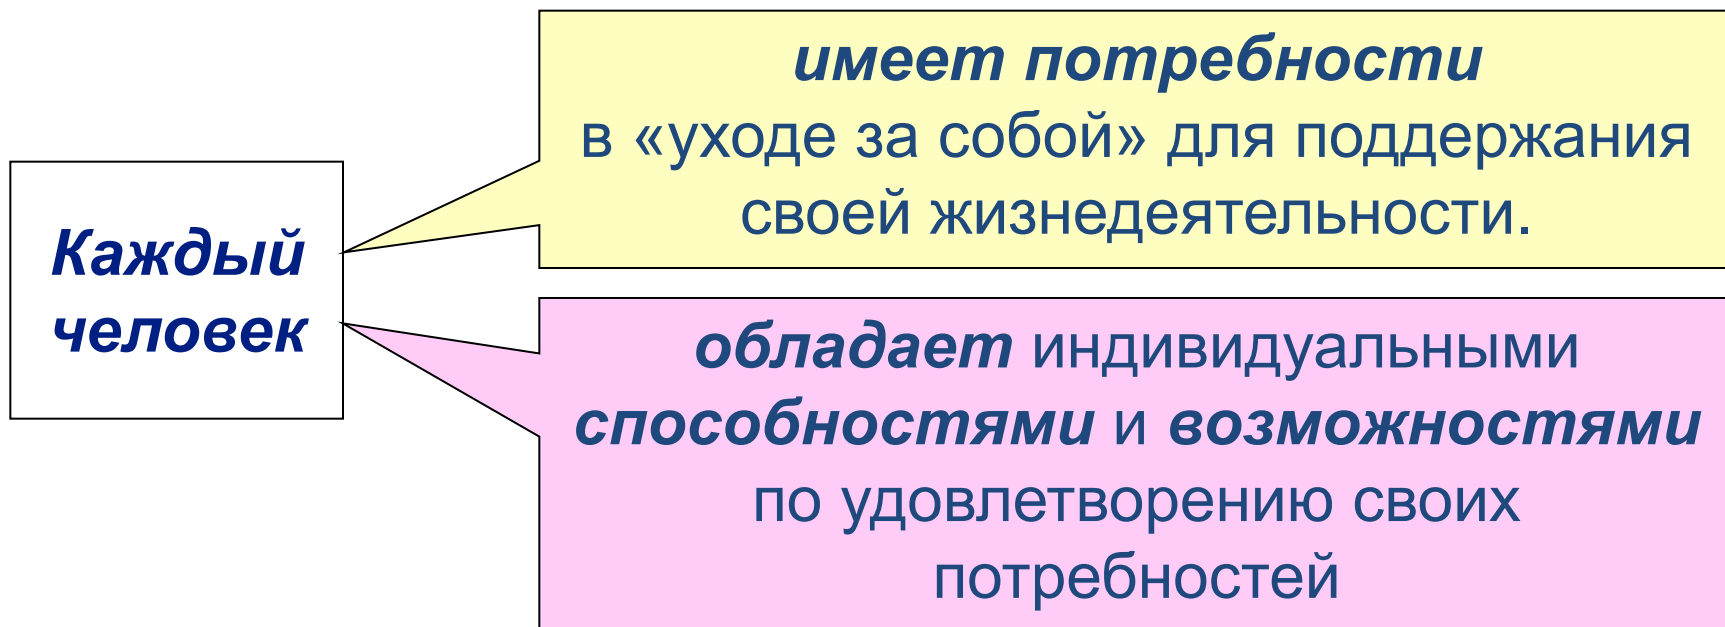 Каждый
человек
имеет потребности
в «уходе за собой» для поддержания
своей жизнедеятельности.
обладает индивидуальными
способностями и возможностями
по удовлетворению своих
потребностей